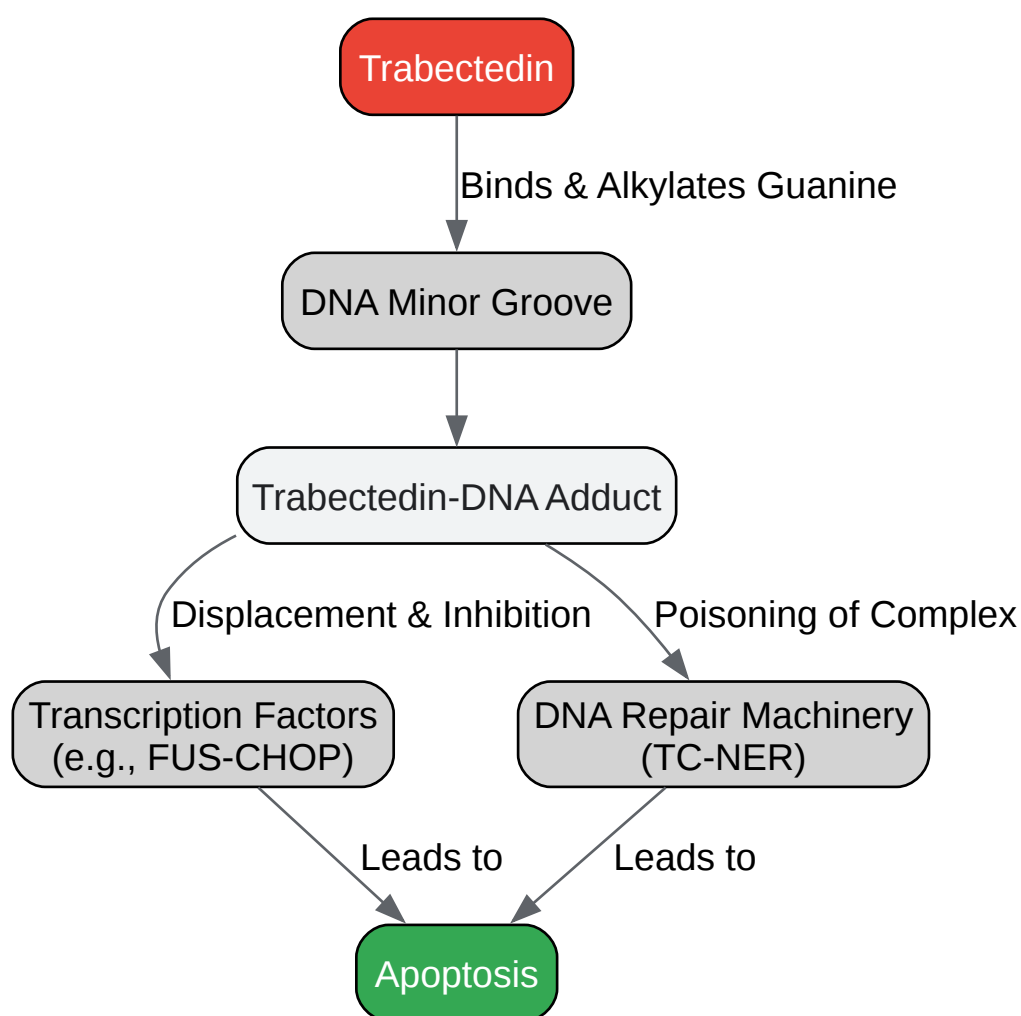 Trabectedin
Binds & Alkylates Guanine
DNA Minor Groove
Trabectedin-DNA Adduct
Displacement & Inhibition
Poisoning of Complex
Transcription Factors
(e.g., FUS-CHOP)
DNA Repair Machinery
(TC-NER)
Leads to
Leads to
Apoptosis